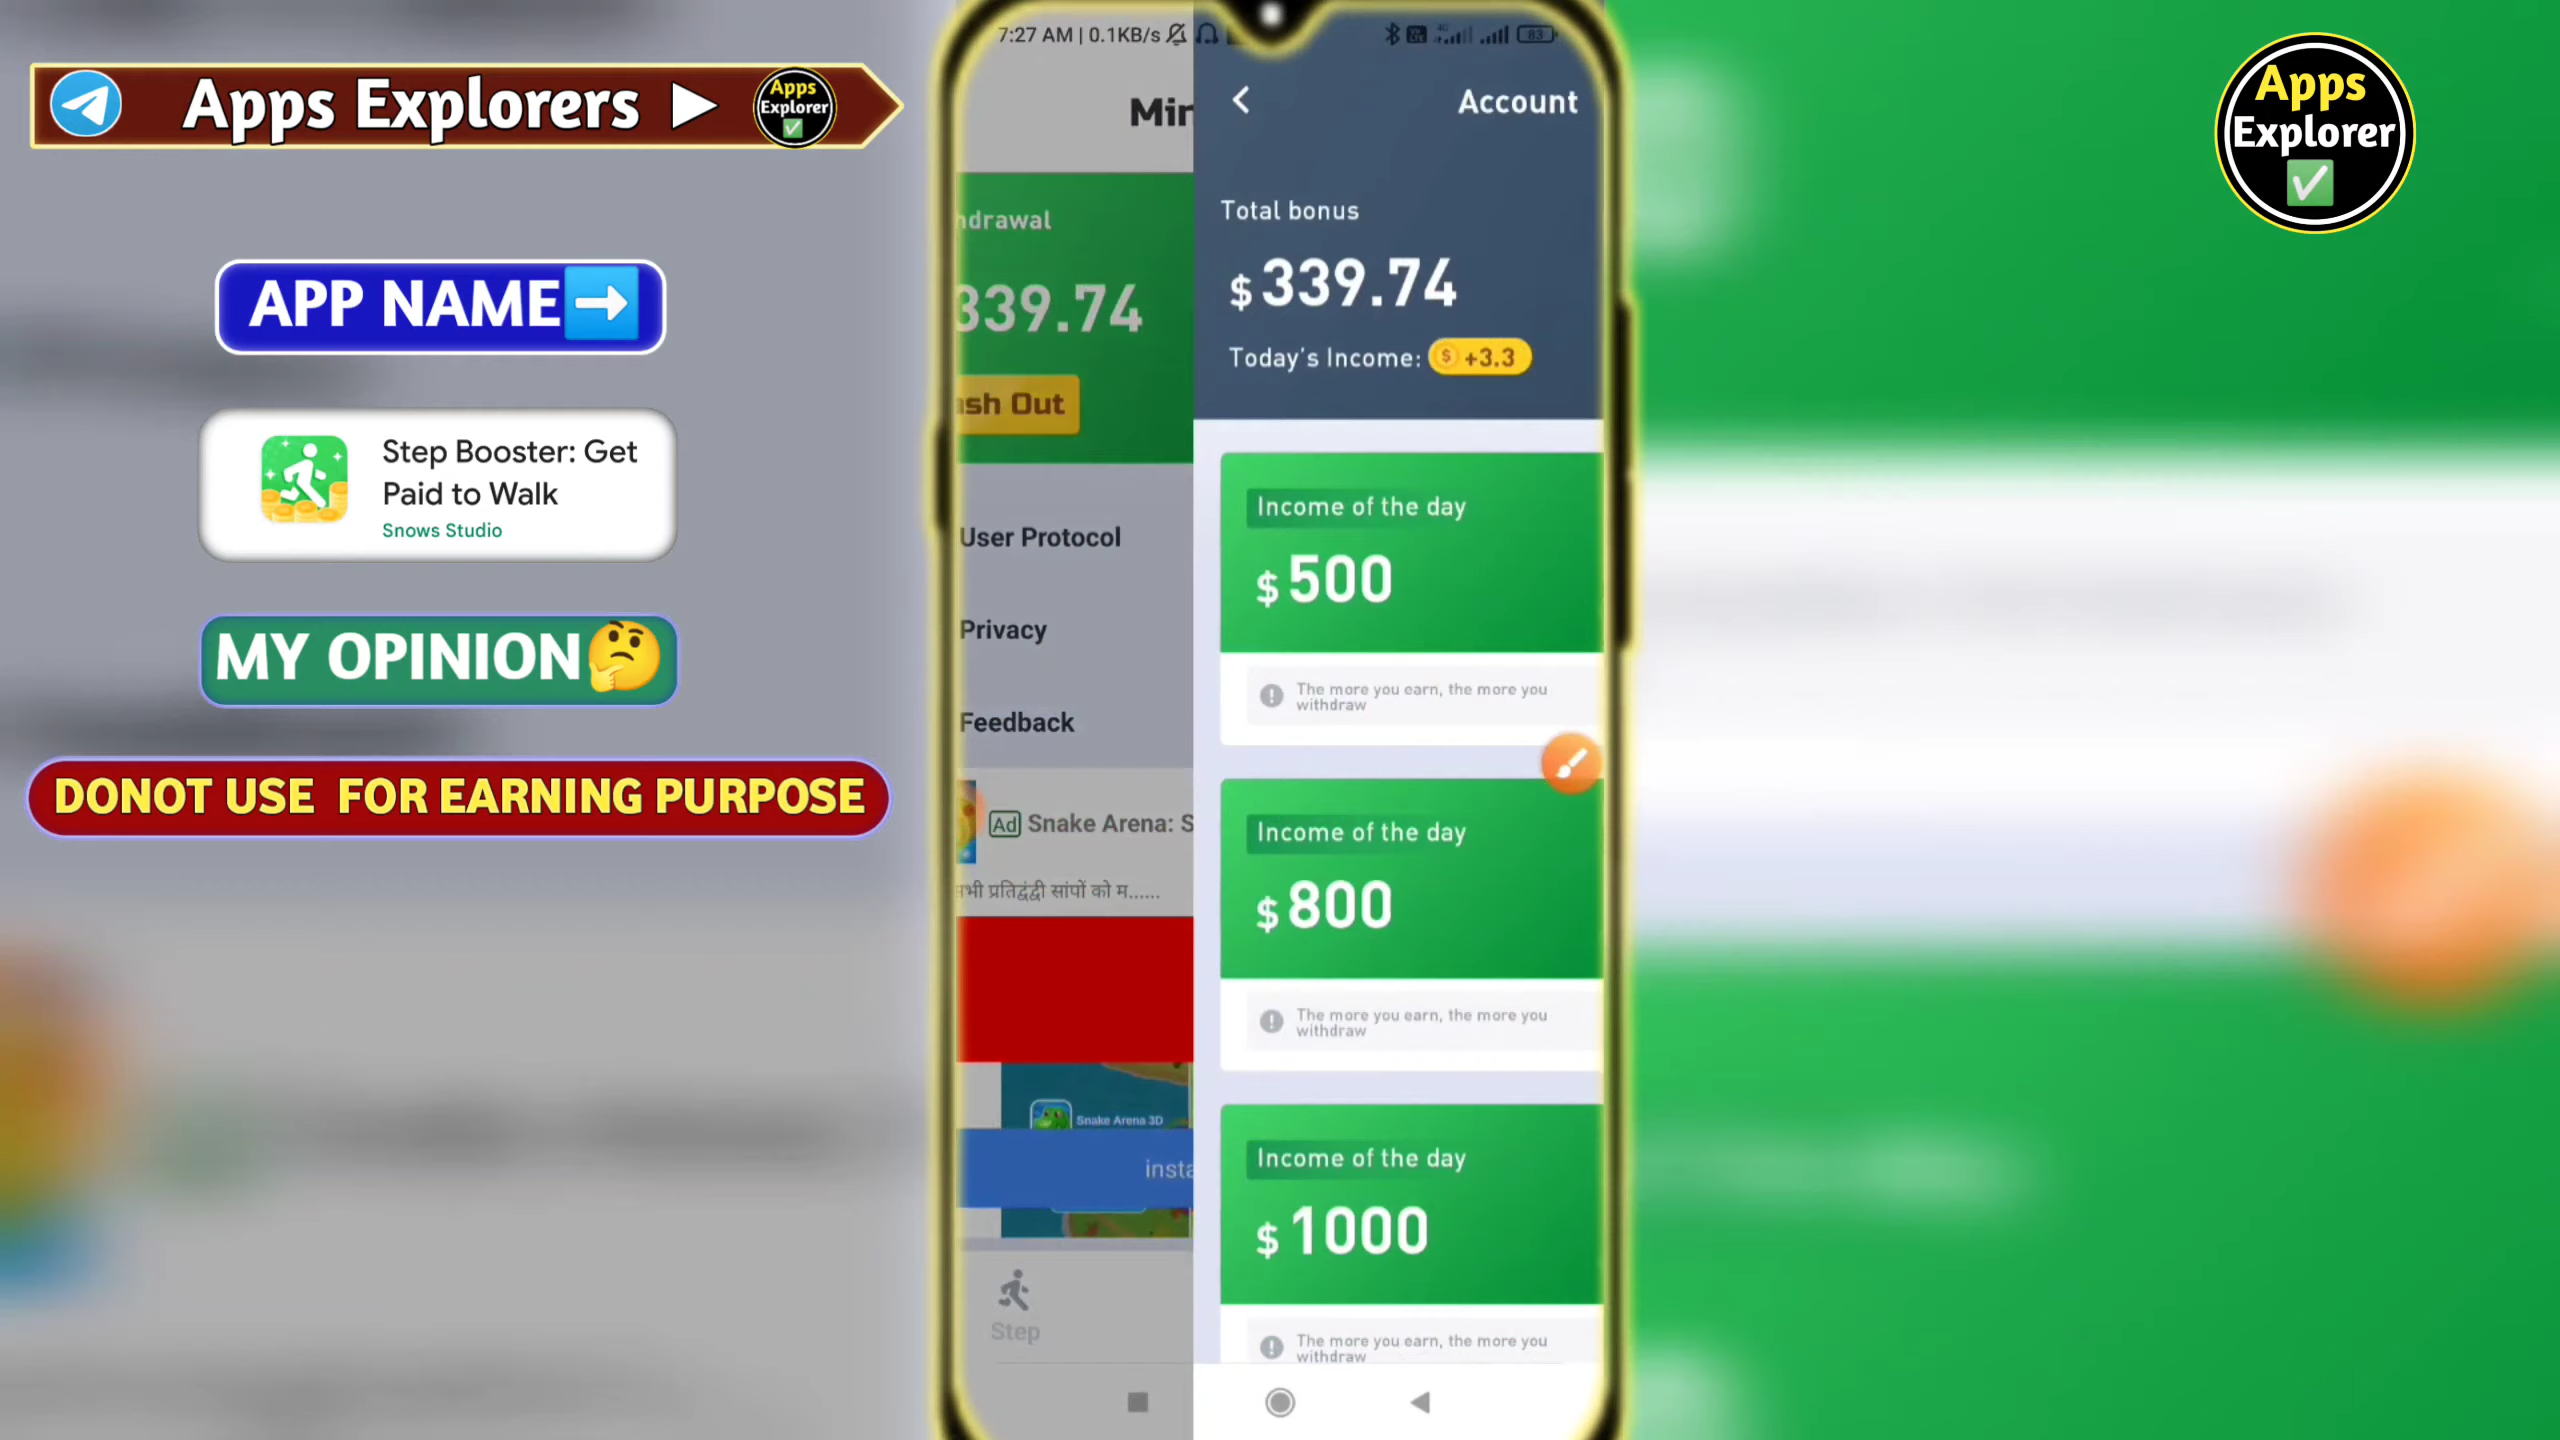 Apps Explorers
Apps
Explorer
APP NAME
Step Booster: Get
Paid to Walk
Snows Studio
MY OPINION
DONOT USE FOR EARNING PURPOSE
7:27 AM | 0.1KB/s
Min
ndrawal
339.74
ash Out
User Protocol
Privacy
Feedback
Ad Snake Arena: S
भी प्रतिद्वंद्वी सांपों को म......
Snake Arena 3D
insta
Step
83
Account
Total bonus
$ 339.74
Today's Income: $ +3.3
Income of the day
$ 500
The more you earn, the more you
withdraw
Income of the day
$ 800
The more you earn, the more you
withdraw
Income of the day
$ 1000
The more you earn, the more you
withdraw
Apps
Explorer